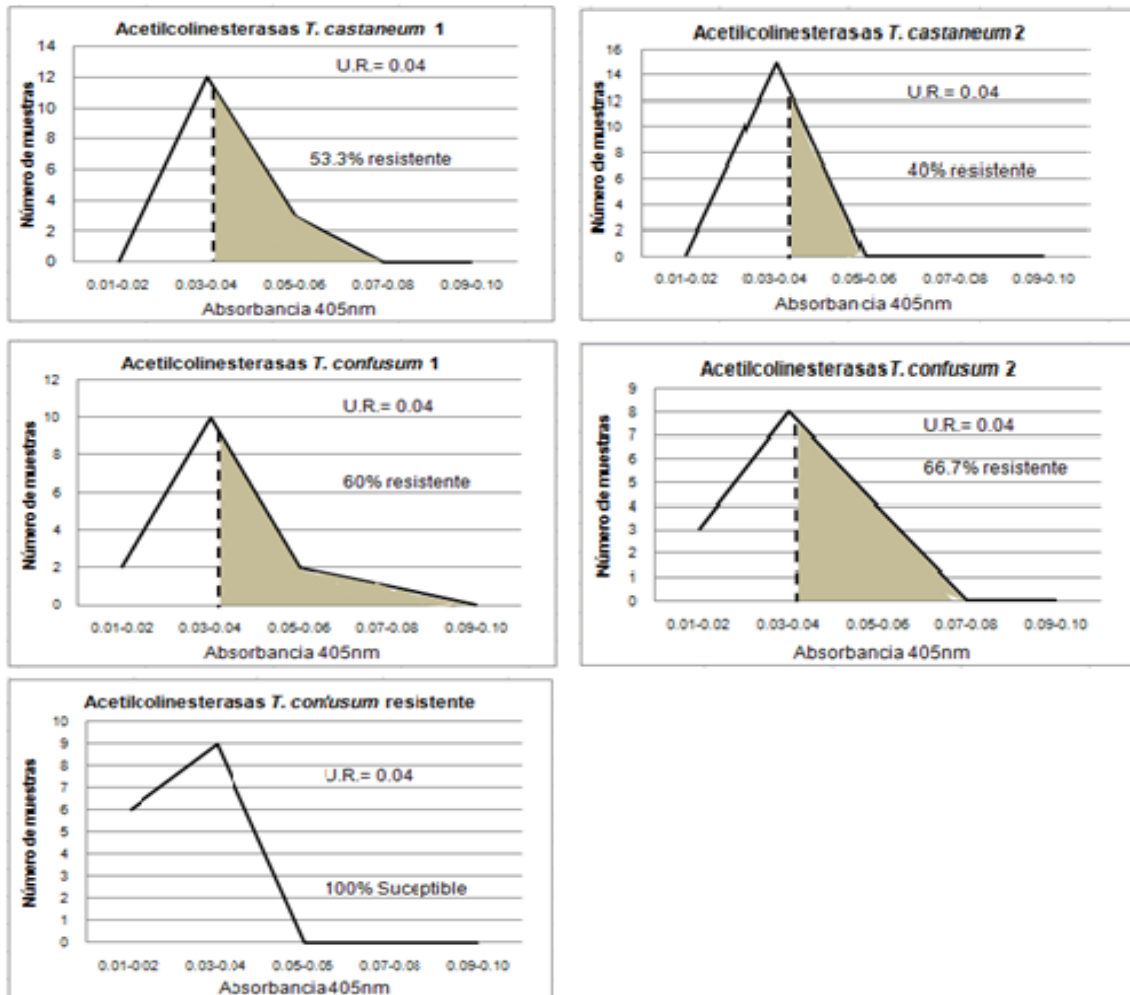 Acetilcolinesterasas T. castaneum 1
U.R.= 0.04
53.3% resistente
Número de muestras
14
12
10
8
6
4
2
0
0.01-0.02 0.03-0.04 0.05-0.06 0.07-0.08 0.09-0.10
Absorbancia 405nm
Acetilcolinesterasas T. castaneum 2
U.R.= 0.04
40% resistente
Número de muestras
16
14
12
10
8
6
4
2
0
0.01-0.02 0.03-0.04 0.05-0.06 0.07-0.08 0.09-0.10
Absorbancia 405nm
Acetilcolinesterasas T. confusum 1
U.R.= 0.04
60% resistente
Número de muestras
12
10
8
6
4
2
0
0.01-0.02 0.03-0.04 0.05-0.06 0.07-0.08 0.09-0.10
Absorbancia 405nm
Acetilcolinesterasas T. confusum 2
U.R.= 0.04
66.7% resistente
Número de muestras
9
8
7
6
5
4
3
2
1
0
0.01-0.02 0.03-0.04 0.05-0.06 0.07-0.08 0.09-0.10
Absorbancia 405nm
Acetilcolinesterasas T. confusum resistente
U.R.= 0.04
100% Suceptible
Número de muestras
10
9
8
7
6
5
4
3
2
1
0
0.01-0.02 0.03-0.04 0.05-0.06 0.07-0.08 0.09-0.10
Absorbancia 405nm